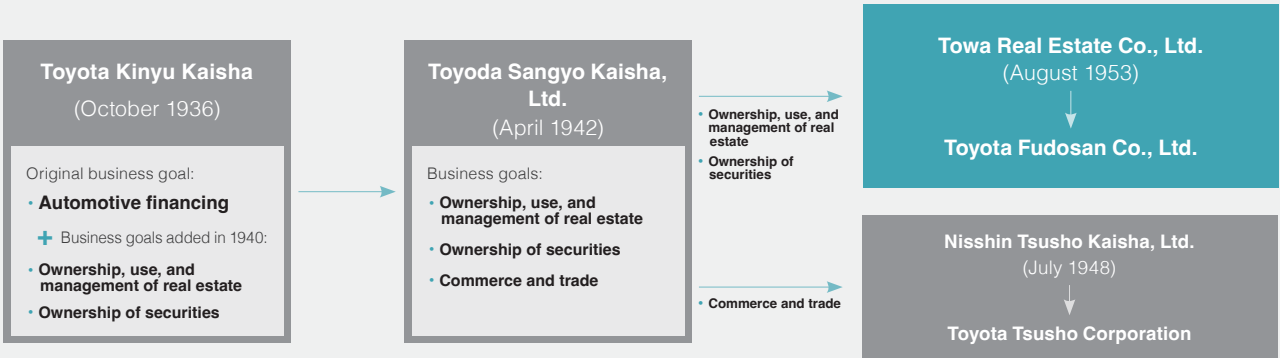 Toyota Kinyu Kaisha
(October 1936)
Original business goal:
• Automotive financing
+ Business goals added in 1940:
• Ownership, use, and
management of real estate
• Ownership of securities
Toyoda Sangyo Kaisha,
Ltd.
(April 1942)
Business goals:
• Ownership, use, and
management of real estate
• Ownership of securities
• Commerce and trade
• Ownership, use, and
management of real
estate
• Ownership of
securities
• Commerce and trade
Towa Real Estate Co., Ltd.
(August 1953)
Toyota Fudosan Co., Ltd.
Nisshin Tsusho Kaisha, Ltd.
(July 1948)
Toyota Tsusho Corporation